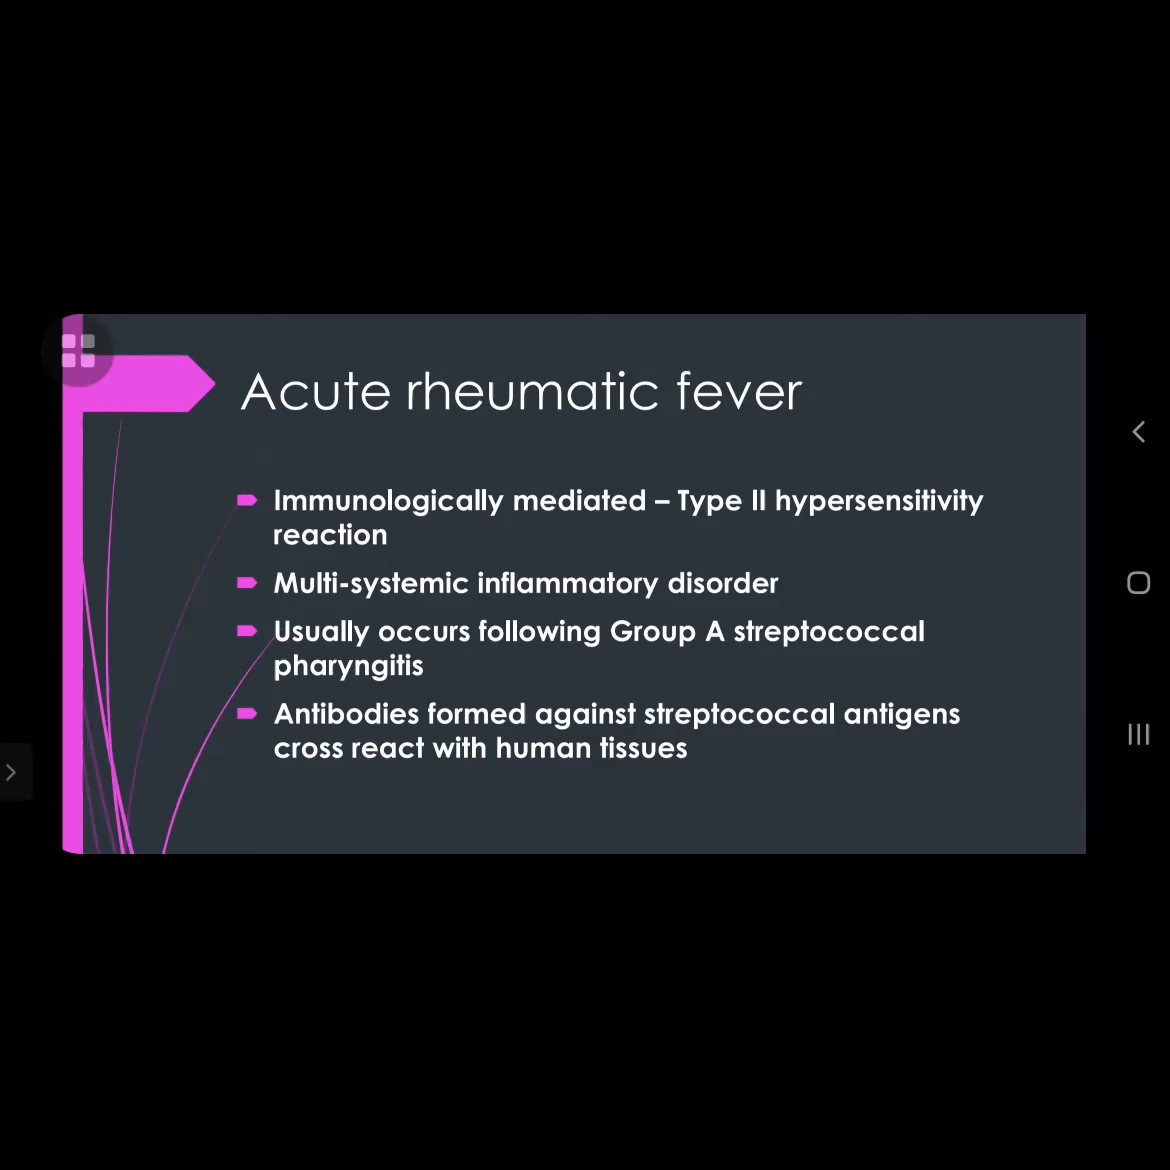 Acute rheumatic fever
Immunologically mediated – Type II hypersensitivity
reaction
Multi-systemic inflammatory disorder
Usually occurs following Group A streptococcal
pharyngitis
Antibodies formed against streptococcal antigens
cross react with human tissues